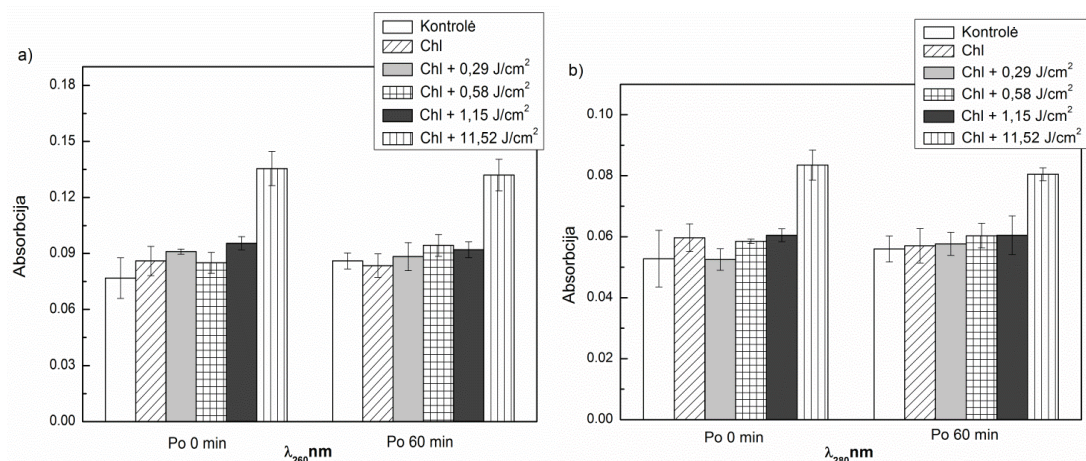 a)
Kontrolė
Chl
Chl + 0,29 J/cm²
Chl + 0,58 J/cm²
Chl + 1,15 J/cm²
Chl + 11,52 J/cm²
Absorbcija
0.18
0.15
0.12
0.09
0.06
0.03
0.00
Po 0 min
Po 60 min
λ₂₆₀nm
b)
Kontrolė
Chl
Chl + 0,29 J/cm²
Chl + 0,58 J/cm²
Chl + 1,15 J/cm²
Chl + 11,52 J/cm²
Absorbcija
0.10
0.08
0.06
0.04
0.02
0.00
Po 0 min
Po 60 min
λ₂₈₀nm